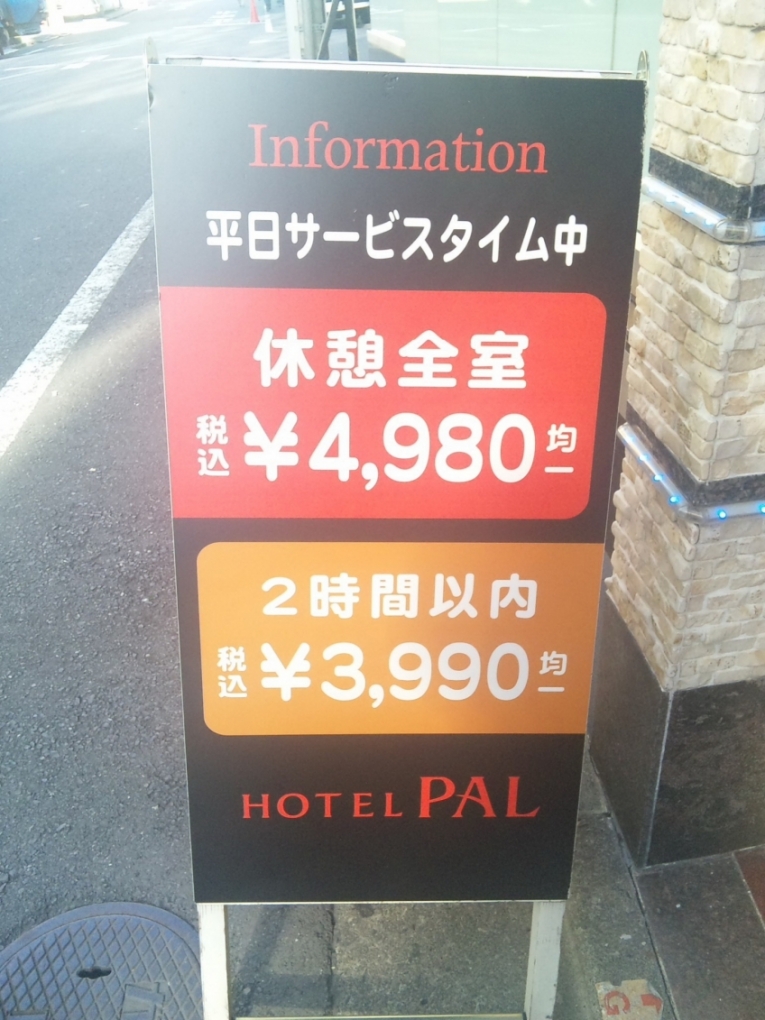 Information
平日サービスタイム中
休憩全室
税込 ¥4,980 均一
2時間以内
税込 ¥3,990 均一
HOTEL PAL